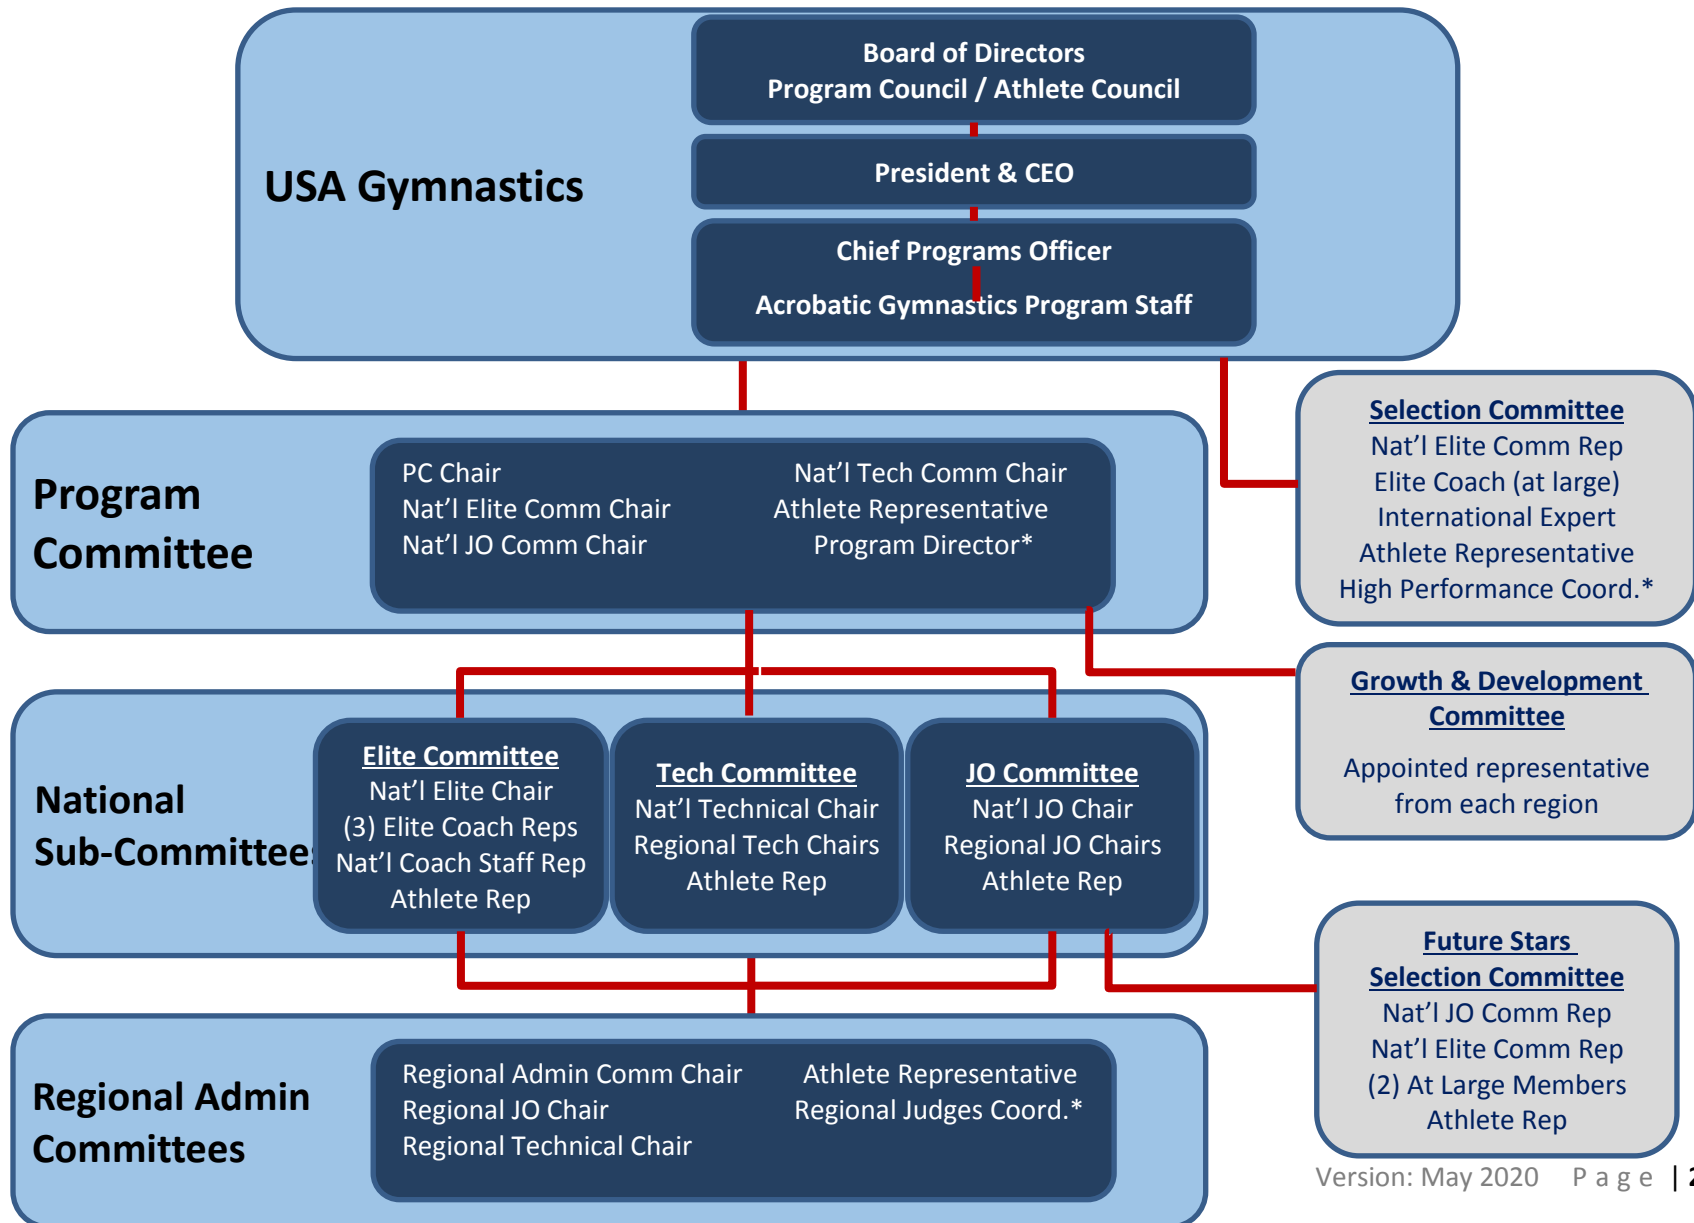 Board of Directors
Program Council / Athlete Council
USA Gymnastics
President & CEO
Chief Programs Officer
Acrobatic Gymnastics Program Staff
Selection Committee
Nat’l Elite Comm Rep
Elite Coach (at large)
International Expert
Athlete Representative
High Performance Coord.*
Program
Committee
PC Chair
Nat’l Elite Comm Chair
Nat’l JO Comm Chair
Nat’l Tech Comm Chair
Athlete Representative
Program Director*
Growth & Development
Committee
Appointed representative
from each region
National
Sub-Committees
Elite Committee
Nat’l Elite Chair
(3) Elite Coach Reps
Nat’l Coach Staff Rep
Athlete Rep
Tech Committee
Nat’l Technical Chair
Regional Tech Chairs
Athlete Rep
JO Committee
Nat’l JO Chair
Regional JO Chairs
Athlete Rep
Future Stars
Selection Committee
Nat’l JO Comm Rep
Nat’l Elite Comm Rep
(2) At Large Members
Athlete Rep
Regional Admin
Committees
Regional Admin Comm Chair
Regional JO Chair
Regional Technical Chair
Athlete Representative
Regional Judges Coord.*
Version: May 2020 P a g e | 2